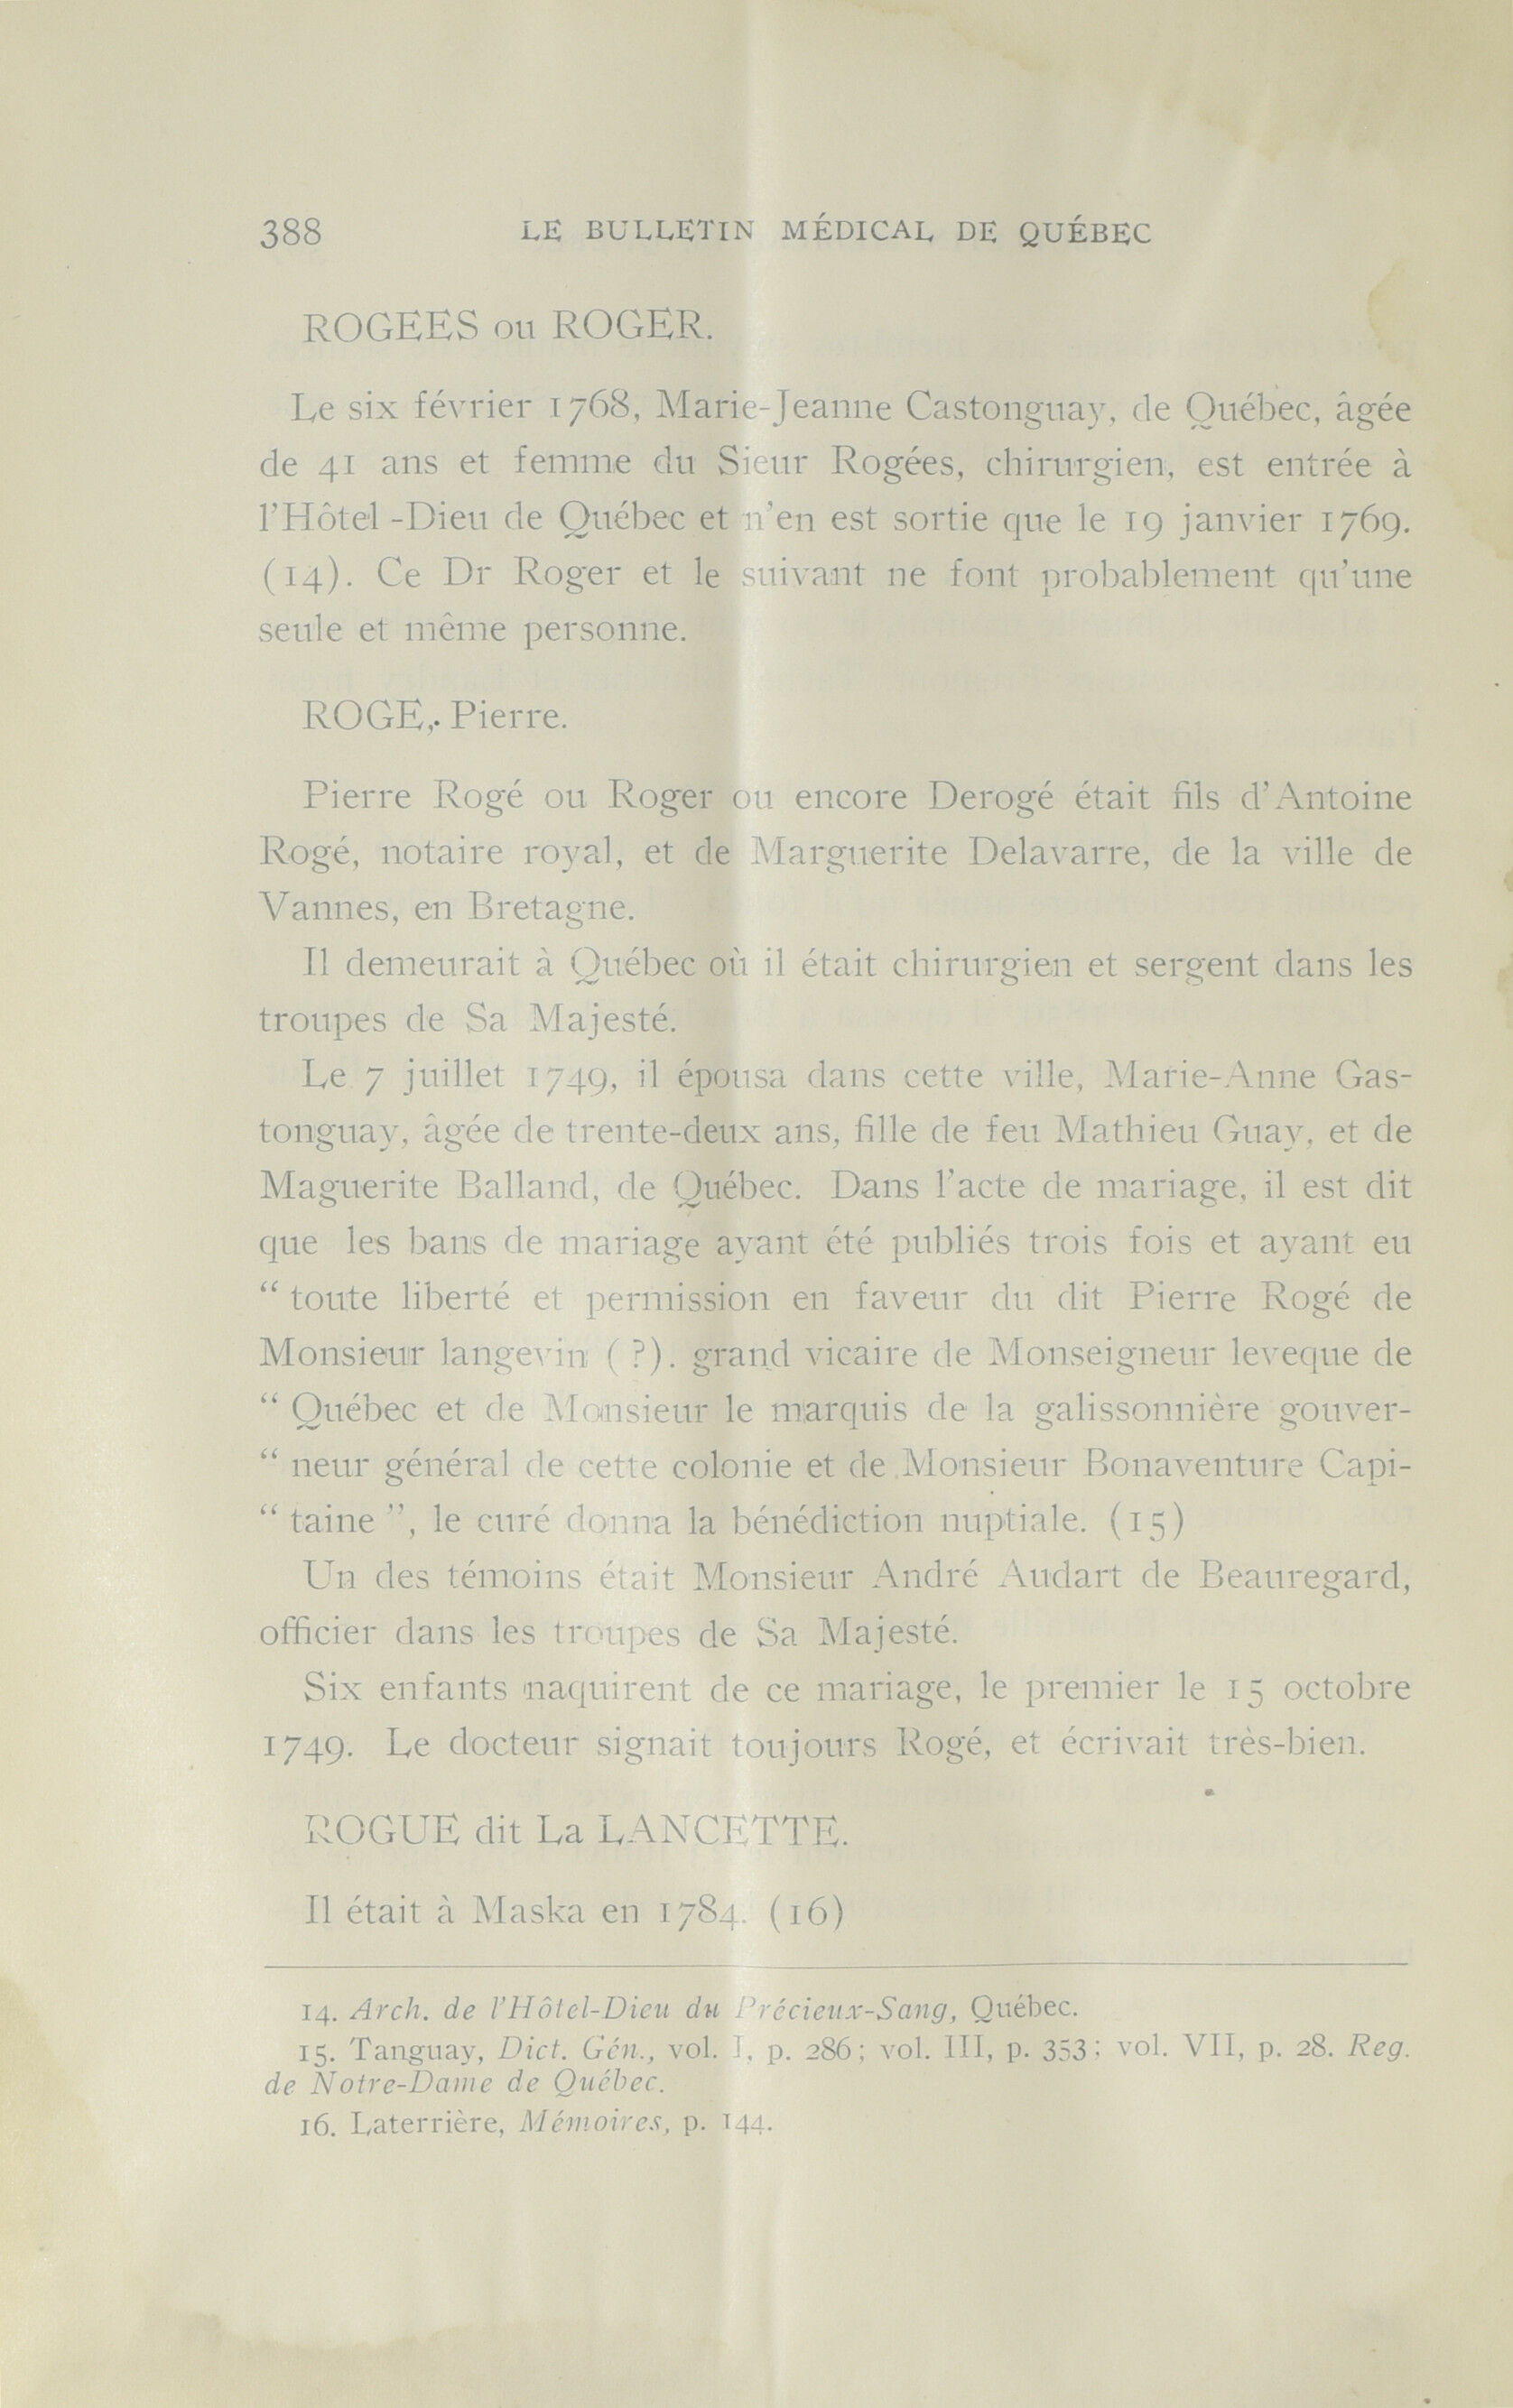 388 LE BULLETIN MÉDICAL DE QUÉBEC
ROGEES ou ROGER.
Le six février 1768, Marie-Jeanne Castonguay, de Québec, âgée
de 41 ans et femme du Sieur Rogées, chirurgien, est entrée à
l'Hôtel -Dieu de Québec et n'en est sortie que le 19 janvier 1769.
(14). Ce Dr Roger et le suivant ne font probablement qu'une
seule et même personne.
ROGE,. Pierre.
Pierre Rogé ou Roger ou encore Derogé était fils d'Antoine
Rogé, notaire royal, et de Marguerite Delavarre, de la ville de
Vannes, en Bretagne.
Il demeurait à Québec où il était chirurgien et sergent dans les
troupes de Sa Majesté.
Le 7 juillet 1749, il épousa dans cette ville, Marie-Anne Gas-
tonguay, âgée de trente-deux ans, fille de feu Mathieu Guay, et de
Maguerite Balland, de Québec. Dans l'acte de mariage, il est dit
que les bans de mariage ayant été publiés trois fois et ayant eu
“ toute liberté et permission en faveur du dit Pierre Rogé de
Monsieur langevin ( ?). grand vicaire de Monseigneur leveque de
“ Québec et de Monsieur le marquis de la galissonnière gouver-
“ neur général de cette colonie et de Monsieur Bonaventure Capi-
“ taine ”, le curé donna la bénédiction nuptiale. (15)
Un des témoins était Monsieur André Audart de Beauregard,
officier dans les troupes de Sa Majesté.
Six enfants naquirent de ce mariage, le premier le 15 octobre
1749. Le docteur signait toujours Rogé, et écrivait très-bien.
ROGUE dit La LANCETTE.
Il était à Maska en 1784. (16)
14. Arch. de l'Hôtel-Dieu du Précieux-Sang, Québec.
15. Tanguay, Dict. Gén., vol. I, p. 286; vol. III, p. 353; vol. VII, p. 28. Reg.
de Notre-Dame de Québec.
16. Laterrière, Mémoires, p. 144.